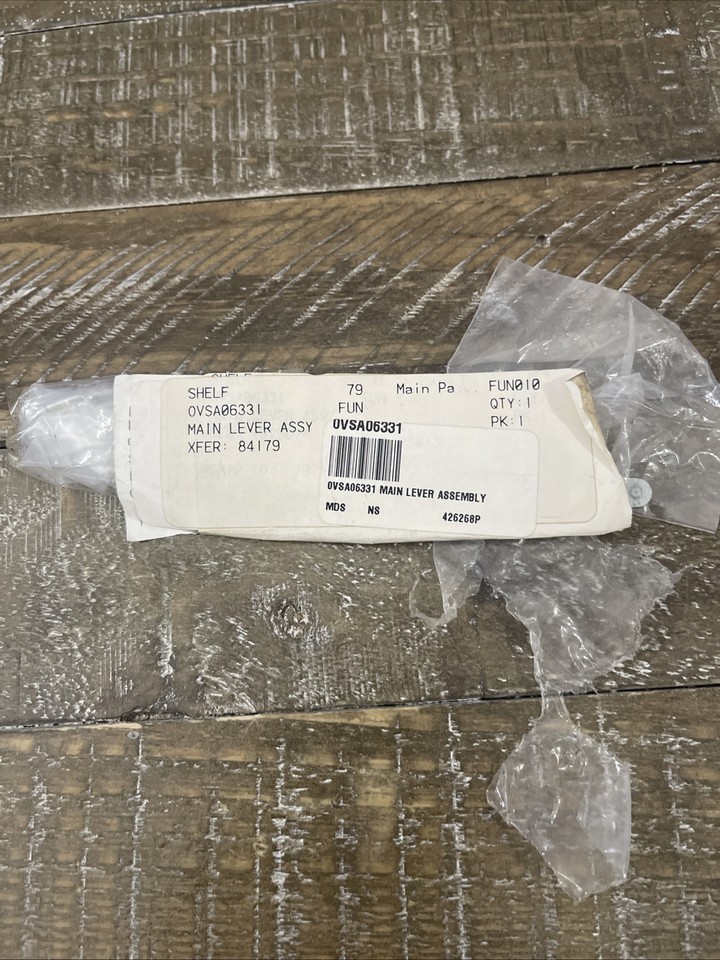 SHELF
SHELF 79 Main Pa... FUN010
0VSA06331 FUN QTY:1
MAIN LEVER ASSY PK:1
XFER: 84179
0VSA06331
0VSA06331 MAIN LEVER ASSEMBLY
MDS NS 426268P